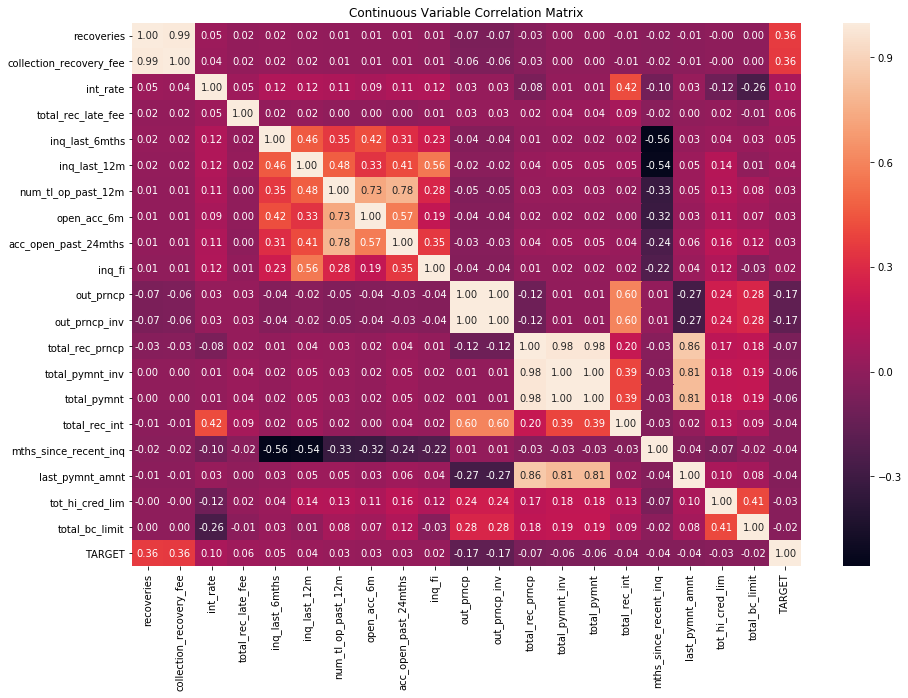 Continuous Variable Correlation Matrix
recoveries 1.00 0.99 0.05 0.02 0.02 0.02 0.01 0.01 0.01 0.01 -0.07 -0.07 -0.03 0.00 0.00 -0.01 -0.02 -0.01 -0.00 0.00 0.36
collection_recovery_fee 0.99 1.00 0.04 0.02 0.02 0.02 0.01 0.01 0.01 0.01 -0.06 -0.06 -0.03 0.00 0.00 -0.01 -0.02 -0.01 -0.00 0.00 0.36
int_rate 0.05 0.04 1.00 0.05 0.12 0.12 0.11 0.09 0.11 0.12 0.03 0.03 -0.08 0.01 0.01 0.42 -0.10 0.03 -0.12 -0.26 0.10
total_rec_late_fee 0.02 0.02 0.05 1.00 0.02 0.02 0.00 0.00 0.00 0.01 0.03 0.03 0.02 0.04 0.04 0.09 -0.02 0.00 0.02 -0.01 0.06
inq_last_6mths 0.02 0.02 0.12 0.02 1.00 0.46 0.35 0.42 0.31 0.23 -0.04 -0.04 0.01 0.02 0.02 0.02 -0.56 0.03 0.04 0.03 0.05
inq_last_12m 0.02 0.02 0.12 0.02 0.46 1.00 0.48 0.33 0.41 0.56 -0.02 -0.02 0.04 0.05 0.05 0.05 -0.54 0.05 0.14 0.01 0.04
num_tl_op_past_12m 0.01 0.01 0.11 0.00 0.35 0.48 1.00 0.73 0.78 0.28 -0.05 -0.05 0.03 0.03 0.03 0.02 -0.33 0.05 0.13 0.08 0.03
open_acc_6m 0.01 0.01 0.09 0.00 0.42 0.33 0.73 1.00 0.57 0.19 -0.04 -0.04 0.02 0.02 0.02 0.00 -0.32 0.03 0.11 0.07 0.03
acc_open_past_24mths 0.01 0.01 0.11 0.00 0.31 0.41 0.78 0.57 1.00 0.35 -0.03 -0.03 0.04 0.05 0.05 0.04 -0.24 0.06 0.16 0.12 0.03
inq_fi 0.01 0.01 0.12 0.01 0.23 0.56 0.28 0.19 0.35 1.00 -0.04 -0.04 0.01 0.02 0.02 0.02 -0.22 0.04 0.12 -0.03 0.02
out_prncp -0.07 -0.06 0.03 0.03 -0.04 -0.02 -0.05 -0.04 -0.03 -0.04 1.00 1.00 -0.12 0.01 0.01 0.60 0.01 -0.27 0.24 0.28 -0.17
out_prncp_inv -0.07 -0.06 0.03 0.03 -0.04 -0.02 -0.05 -0.04 -0.03 -0.04 1.00 1.00 -0.12 0.01 0.01 0.60 0.01 -0.27 0.24 0.28 -0.17
total_rec_prncp -0.03 -0.03 -0.08 0.02 0.01 0.04 0.03 0.02 0.04 0.01 -0.12 -0.12 1.00 0.98 0.98 0.20 -0.03 0.86 0.17 0.18 -0.07
total_pymnt_inv 0.00 0.00 0.01 0.04 0.02 0.05 0.03 0.02 0.05 0.02 0.01 0.01 0.98 1.00 1.00 0.39 -0.03 0.81 0.18 0.19 -0.06
total_pymnt 0.00 0.00 0.01 0.04 0.02 0.05 0.03 0.02 0.05 0.02 0.01 0.01 0.98 1.00 1.00 0.39 -0.03 0.81 0.18 0.19 -0.06
total_rec_int -0.01 -0.01 0.42 0.09 0.02 0.05 0.02 0.00 0.04 0.02 0.60 0.60 0.20 0.39 0.39 1.00 -0.03 0.02 0.13 0.09 -0.04
mths_since_recent_inq -0.02 -0.02 -0.10 -0.02 -0.56 -0.54 -0.33 -0.32 -0.24 -0.22 0.01 0.01 -0.03 -0.03 -0.03 -0.03 1.00 -0.04 -0.07 -0.02 -0.04
last_pymnt_amnt -0.01 -0.01 0.03 0.00 0.03 0.05 0.05 0.03 0.06 0.04 -0.27 -0.27 0.86 0.81 0.81 0.02 -0.04 1.00 0.10 0.08 -0.04
tot_hi_cred_lim -0.00 -0.00 -0.12 0.02 0.04 0.14 0.13 0.11 0.16 0.12 0.24 0.24 0.17 0.18 0.18 0.13 -0.07 0.10 1.00 0.41 -0.03
total_bc_limit 0.00 0.00 -0.26 -0.01 0.03 0.01 0.08 0.07 0.12 -0.03 0.28 0.28 0.18 0.19 0.19 0.09 -0.02 0.08 0.41 1.00 -0.02
TARGET 0.36 0.36 0.10 0.06 0.05 0.04 0.03 0.03 0.03 0.02 -0.17 -0.17 -0.07 -0.06 -0.06 -0.04 -0.04 -0.04 -0.03 -0.02 1.00
recoveries
collection_recovery_fee
int_rate
total_rec_late_fee
inq_last_6mths
inq_last_12m
num_tl_op_past_12m
open_acc_6m
acc_open_past_24mths
inq_fi
out_prncp
out_prncp_inv
total_rec_prncp
total_pymnt_inv
total_pymnt
total_rec_int
mths_since_recent_inq
last_pymnt_amnt
tot_hi_cred_lim
total_bc_limit
TARGET
0.9
0.6
0.3
0.0
−0.3